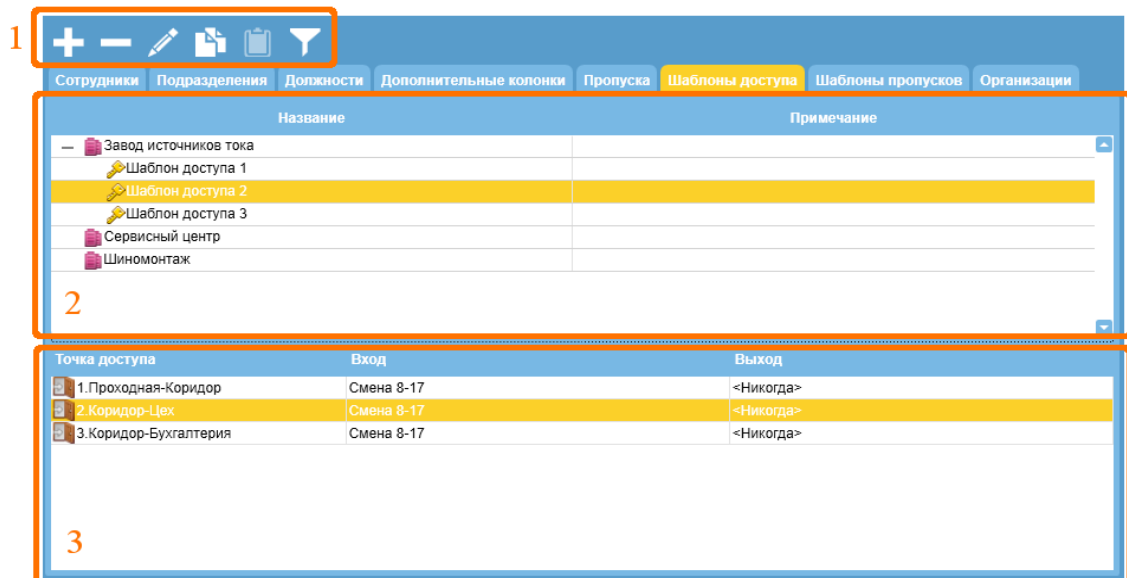 1
Сотрудники Подразделения Должности Дополнительные колонки Пропуска Шаблоны доступа Шаблоны пропусков Организации
Название Примечание
Завод источников тока
Шаблон доступа 1
Шаблон доступа 2
Шаблон доступа 3
Сервисный центр
Шиномонтаж
2
Точка доступа Вход Выход
1.Проходная-Коридор Смена 8-17 <Никогда>
2.Коридор-Цех Смена 8-17 <Никогда>
3.Коридор-Бухгалтерия Смена 8-17 <Никогда>
3